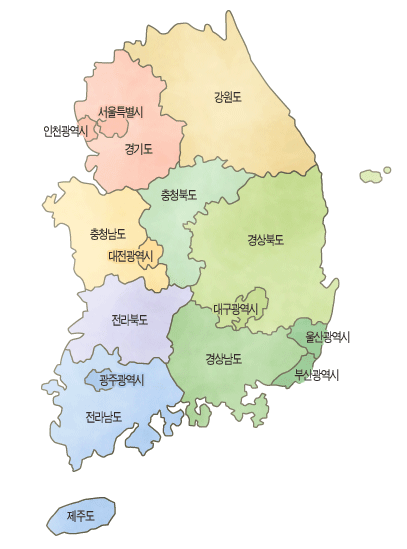 강원도
서울특별시
인천광역시
경기도
충청북도
충청남도
경상북도
대전광역시
대구광역시
전라북도
울산광역시
경상남도
부산광역시
광주광역시
전라남도
제주도